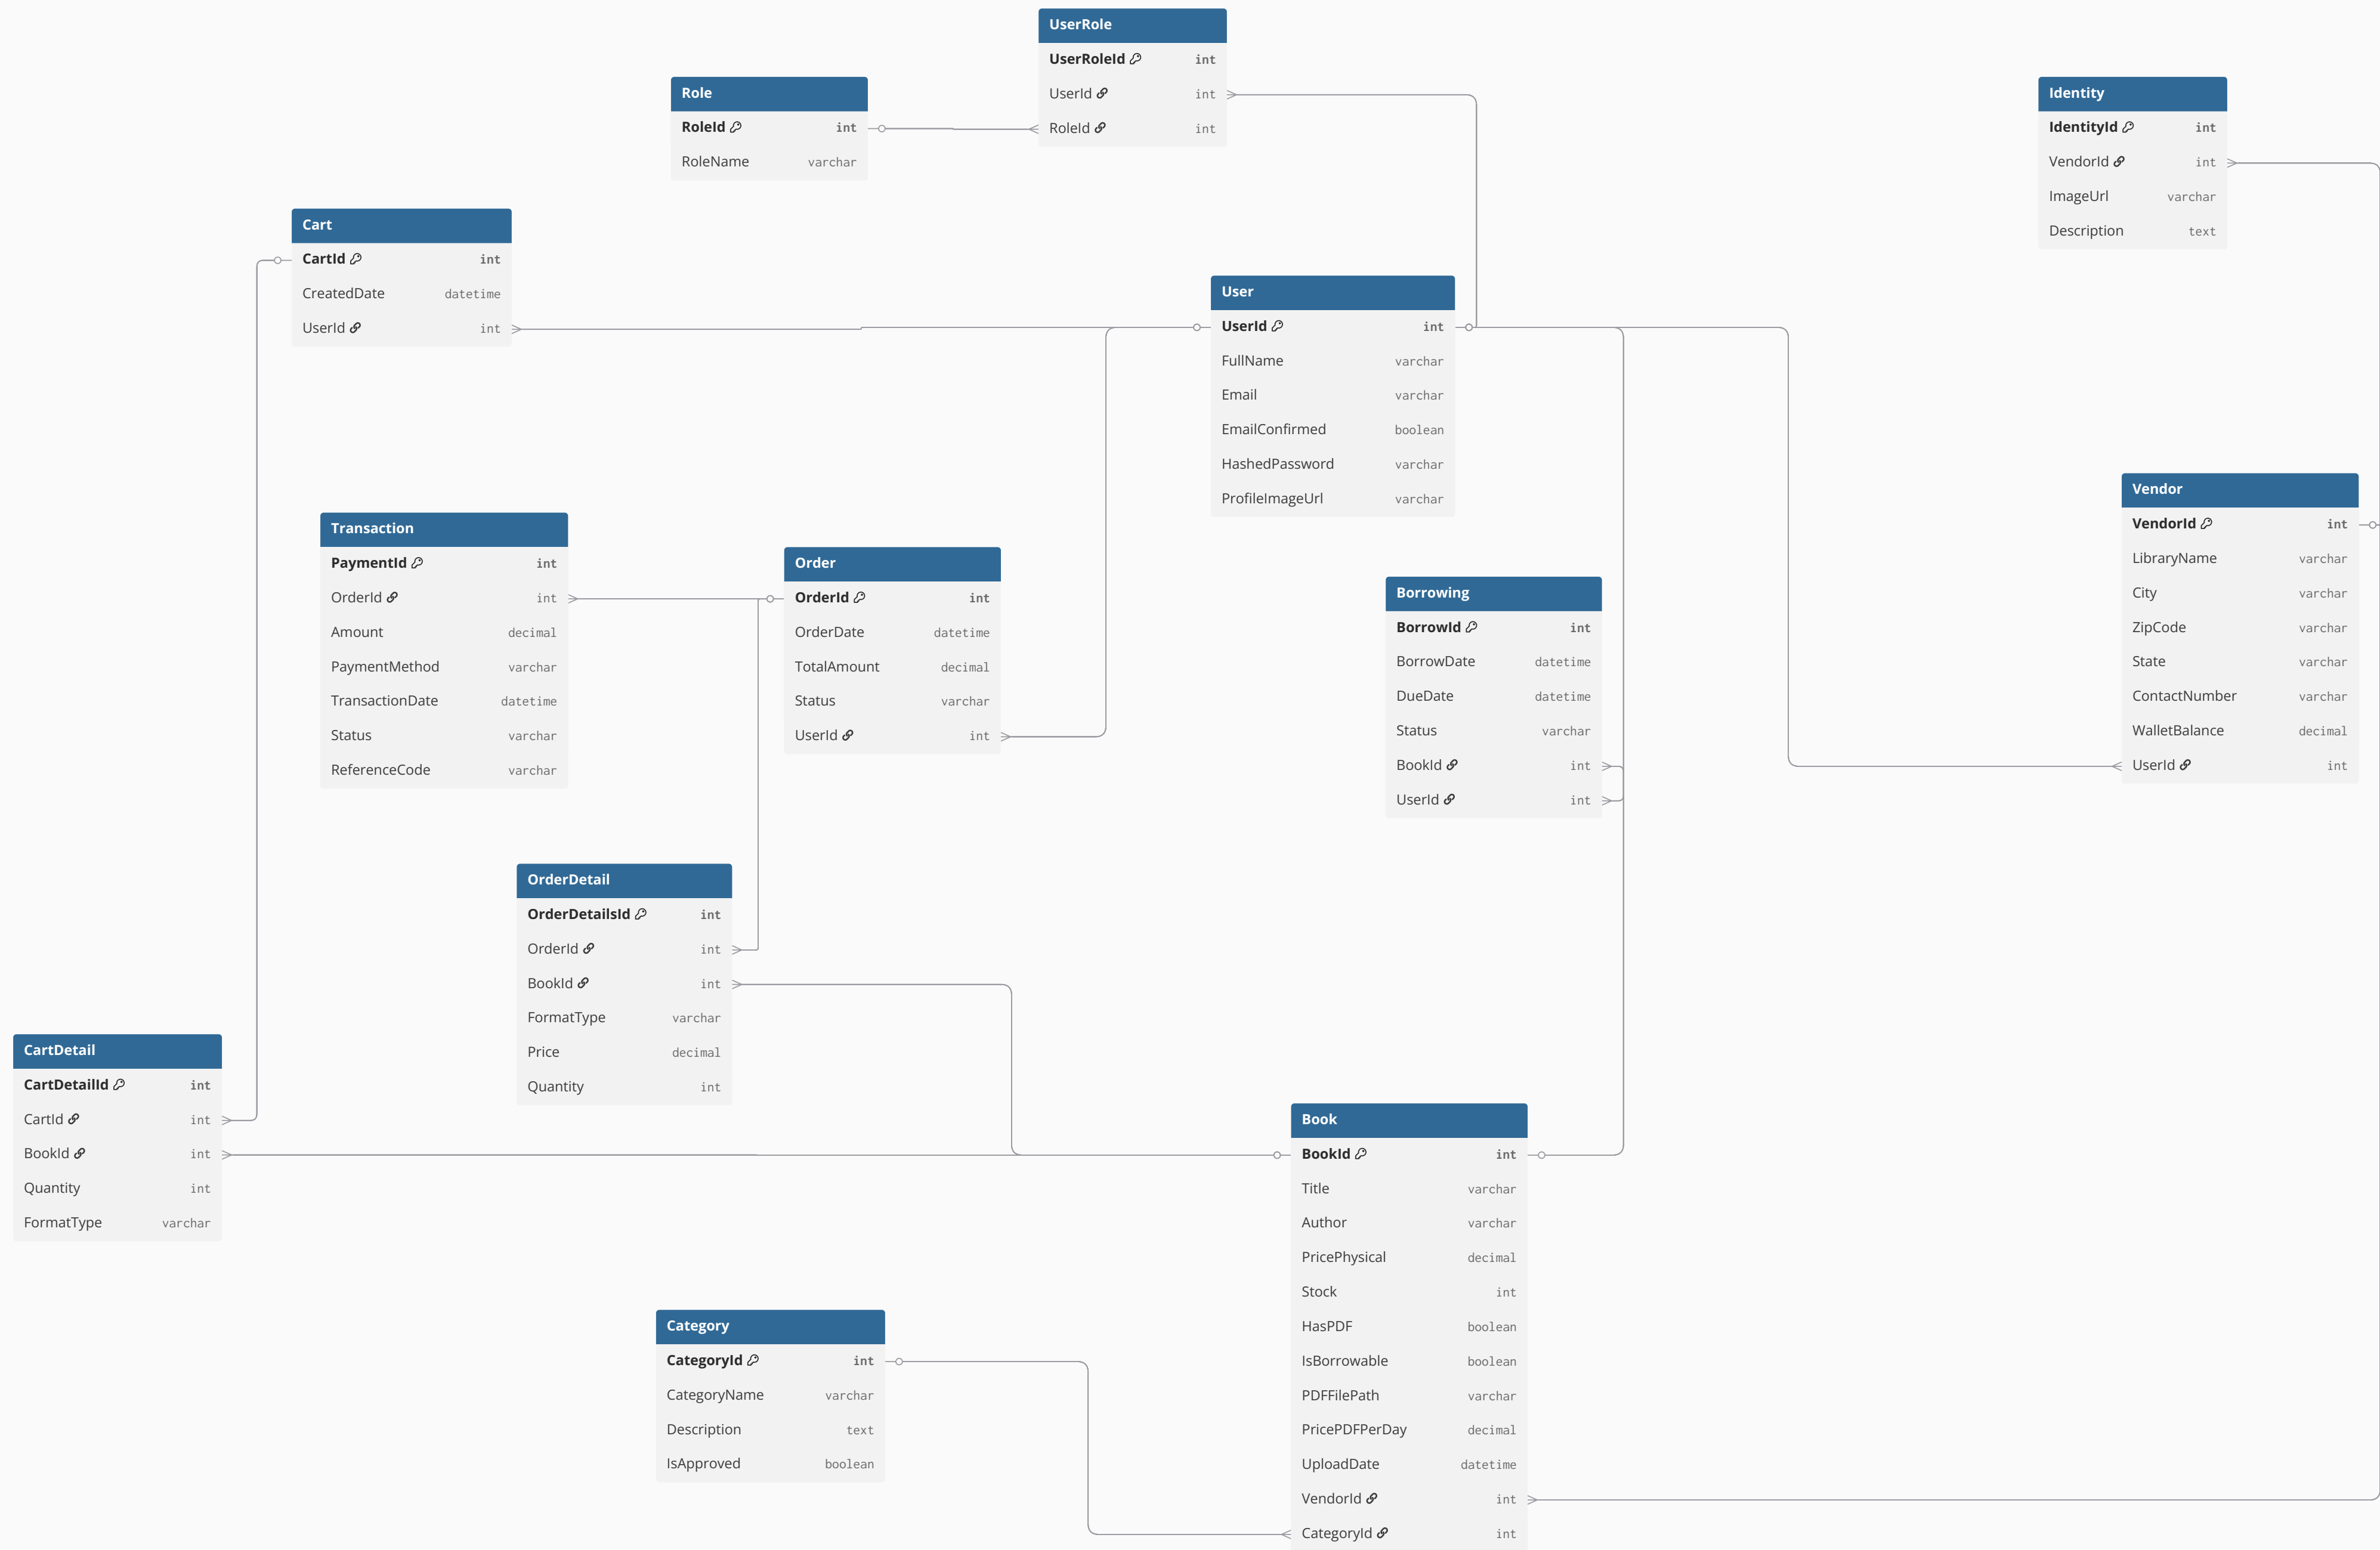 UserRole
UserRoleId int
UserId int
RoleId int
Role
RoleId int
RoleName varchar
Identity
IdentityId int
VendorId int
ImageUrl varchar
Description text
Cart
CartId int
CreatedDate datetime
UserId int
User
UserId int
FullName varchar
Email varchar
EmailConfirmed boolean
HashedPassword varchar
ProfileImageUrl varchar
Vendor
VendorId int
LibraryName varchar
City varchar
ZipCode varchar
State varchar
ContactNumber varchar
WalletBalance decimal
UserId int
Transaction
PaymentId int
OrderId int
Amount decimal
PaymentMethod varchar
TransactionDate datetime
Status varchar
ReferenceCode varchar
Order
OrderId int
OrderDate datetime
TotalAmount decimal
Status varchar
UserId int
Borrowing
BorrowId int
BorrowDate datetime
DueDate datetime
Status varchar
BookId int
UserId int
OrderDetail
OrderDetailsId int
OrderId int
BookId int
FormatType varchar
Price decimal
Quantity int
CartDetail
CartDetailId int
CartId int
BookId int
Quantity int
FormatType varchar
Book
BookId int
Title varchar
Author varchar
PricePhysical decimal
Stock int
HasPDF boolean
IsBorrowable boolean
PDFFilePath varchar
PricePDFPerDay decimal
UploadDate datetime
VendorId int
CategoryId int
Category
CategoryId int
CategoryName varchar
Description text
IsApproved boolean